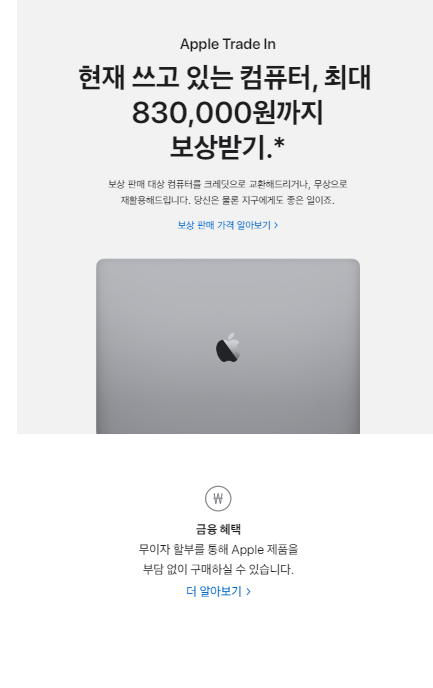 Apple Trade In
현재 쓰고 있는 컴퓨터, 최대
830,000원까지
보상받기.*
보상 판매 대상 컴퓨터를 크레딧으로 교환해드리거나, 무상으로
재활용해드립니다. 당신은 물론 지구에게도 좋은 일이죠.
보상 판매 가격 알아보기 >
₩
금융 혜택
무이자 할부를 통해 Apple 제품을
부담 없이 구매하실 수 있습니다.
더 알아보기 >